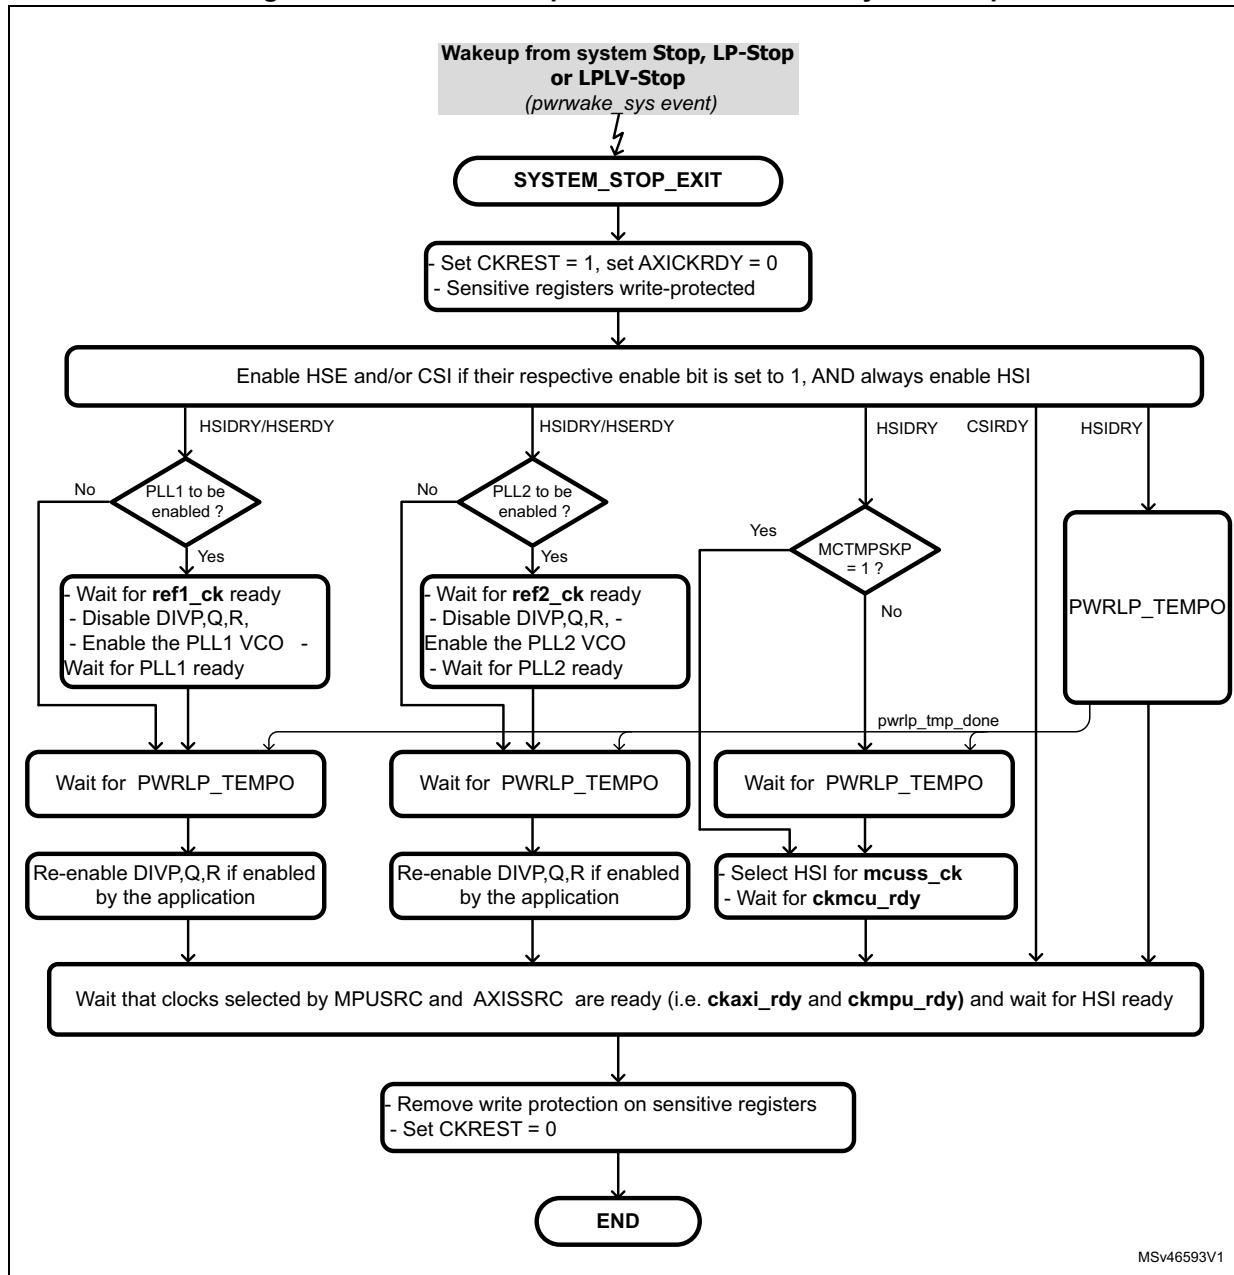 Wakeup from system Stop, LP-Stop
or LPLV-Stop
(pwrwake_sys event)
SYSTEM_STOP_EXIT
- Set CKREST = 1, set AXICKRDY = 0
- Sensitive registers write-protected
Enable HSE and/or CSI if their respective enable bit is set to 1, AND always enable HSI
HSIDRY/HSERDY
HSIDRY/HSERDY
HSIDRY
CSIRDY
HSIDRY
No
PLL1 to be
enabled ?
Yes
No
PLL2 to be
enabled ?
Yes
Yes
MCTMPSKP
= 1 ?
No
- Wait for ref1_ck ready
- Disable DIVP,Q,R,
- Enable the PLL1 VCO -
Wait for PLL1 ready
- Wait for ref2_ck ready
- Disable DIVP,Q,R, -
Enable the PLL2 VCO
- Wait for PLL2 ready
PWRLP_TEMPO
pwrlp_tmp_done
Wait for PWRLP_TEMPO
Wait for PWRLP_TEMPO
Wait for PWRLP_TEMPO
Re-enable DIVP,Q,R if enabled
by the application
Re-enable DIVP,Q,R if enabled
by the application
- Select HSI for mcuss_ck
- Wait for ckmcu_rdy
Wait that clocks selected by MPUSRC and AXISSRC are ready (i.e. ckaxi_rdy and ckmpu_rdy) and wait for HSI ready
- Remove write protection on sensitive registers
- Set CKREST = 0
END
MSv46593V1